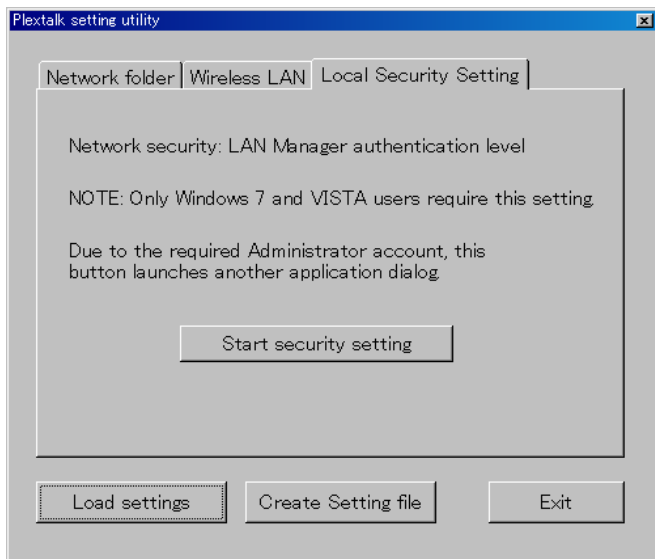 Plextalk setting utility
Network folder Wireless LAN Local Security Setting
Network security: LAN Manager authentication level
NOTE: Only Windows 7 and VISTA users require this setting.
Due to the required Administrator account, this
button launches another application dialog.
Start security setting
Load settings Create Setting file Exit